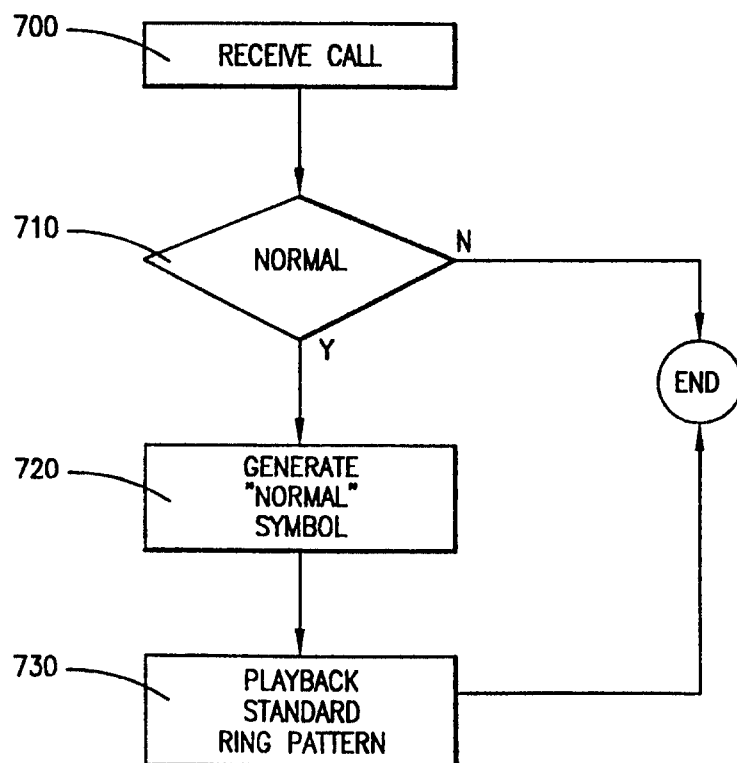 700
RECEIVE CALL
710
NORMAL
N
Y
END
720
GENERATE
"NORMAL"
SYMBOL
730
PLAYBACK
STANDARD
RING PATTERN